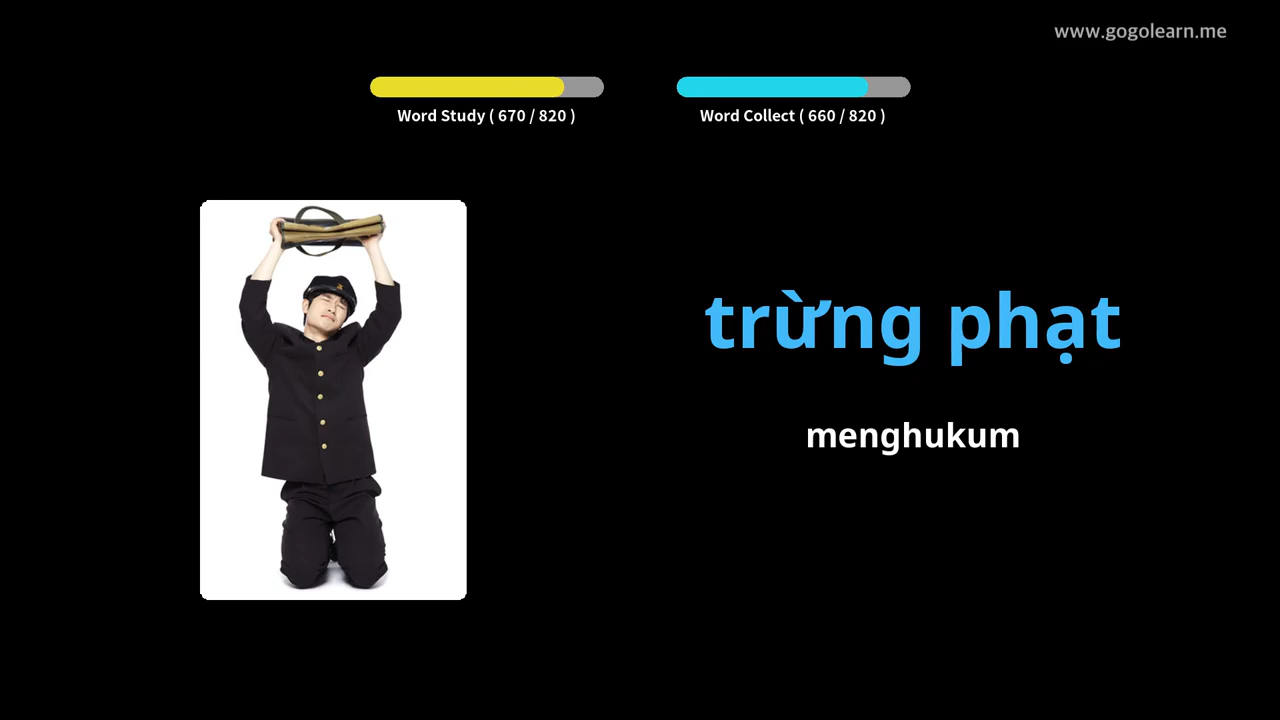 www.gogolearn.me
Word Study ( 670 / 820 )
Word Collect ( 660 / 820 )
trừng phạt
menghukum